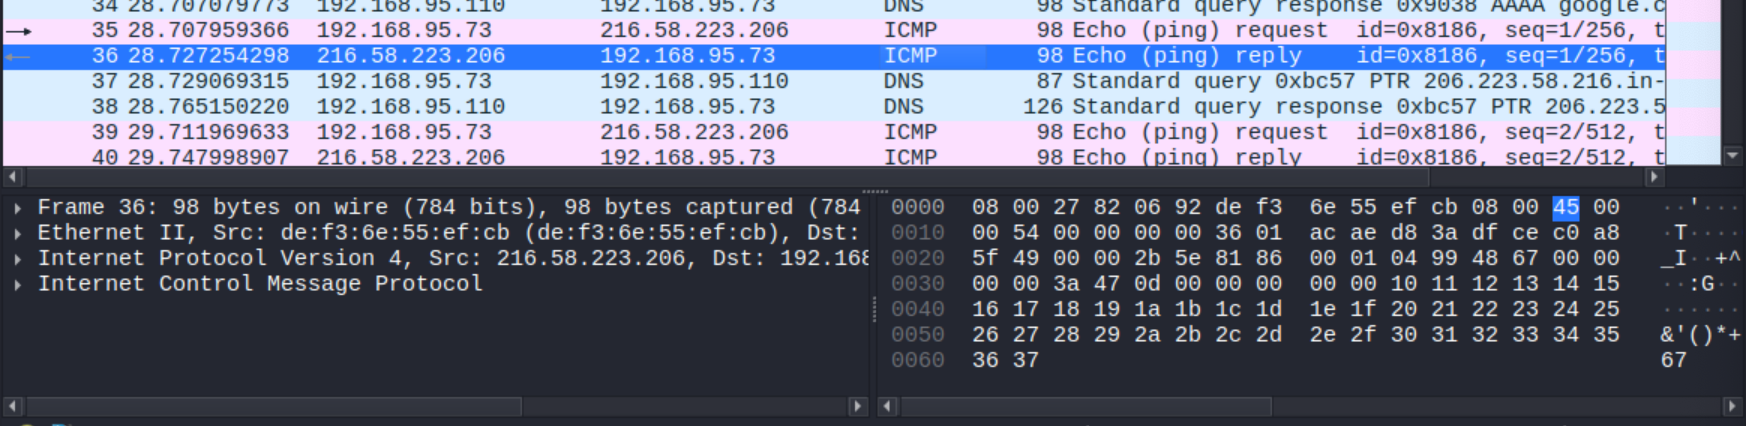 34 28.707079773 192.168.95.110 192.168.95.73 DNS 98 Standard query response 0x9038 AAAA google.c
35 28.707959366 192.168.95.73 216.58.223.206 ICMP 98 Echo (ping) request id=0x8186, seq=1/256, t
36 28.727254298 216.58.223.206 192.168.95.73 ICMP 98 Echo (ping) reply id=0x8186, seq=1/256, t
37 28.729069315 192.168.95.73 192.168.95.110 DNS 87 Standard query 0xbc57 PTR 206.223.58.216.in-
38 28.765150220 192.168.95.110 192.168.95.73 DNS 126 Standard query response 0xbc57 PTR 206.223.5
39 29.711969633 192.168.95.73 216.58.223.206 ICMP 98 Echo (ping) request id=0x8186, seq=2/512, t
40 29.747998907 216.58.223.206 192.168.95.73 ICMP 98 Echo (ping) reply id=0x8186, seq=2/512, t
Frame 36: 98 bytes on wire (784 bits), 98 bytes captured (784
Ethernet II, Src: de:f3:6e:55:ef:cb (de:f3:6e:55:ef:cb), Dst:
Internet Protocol Version 4, Src: 216.58.223.206, Dst: 192.168
Internet Control Message Protocol
0000 08 00 27 82 06 92 de f3 6e 55 ef cb 08 00 45 00 ··'···
0010 00 54 00 00 00 00 36 01 ac ae d8 3a df ce c0 a8 ·T····
0020 5f 49 00 00 2b 5e 81 86 00 01 04 99 48 67 00 00 _I··+^
0030 00 00 3a 47 0d 00 00 00 00 00 10 11 12 13 14 15 ··:G··
0040 16 17 18 19 1a 1b 1c 1d 1e 1f 20 21 22 23 24 25 ······
0050 26 27 28 29 2a 2b 2c 2d 2e 2f 30 31 32 33 34 35 &'()*+
0060 36 37 67